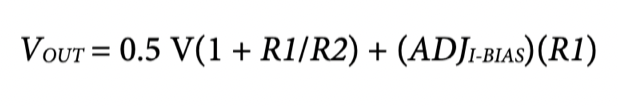 VOUT = 0.5 V(1 + R1/R2) + (ADJI-BIAS)(R1)